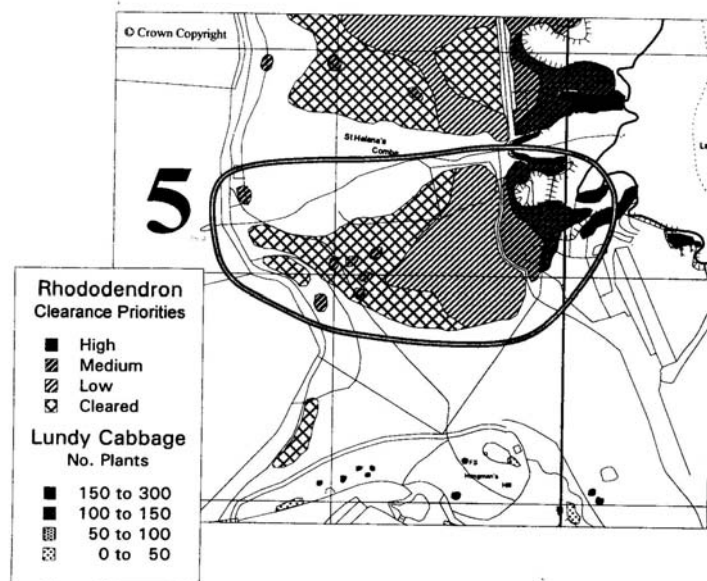 © Crown Copyright
St Helena's
Combe
5
Rhododendron
Clearance Priorities
High
Medium
Low
Cleared
Lundy Cabbage
No. Plants
150 to 300
100 to 150
50 to 100
0 to 50
Hangman's
Hill